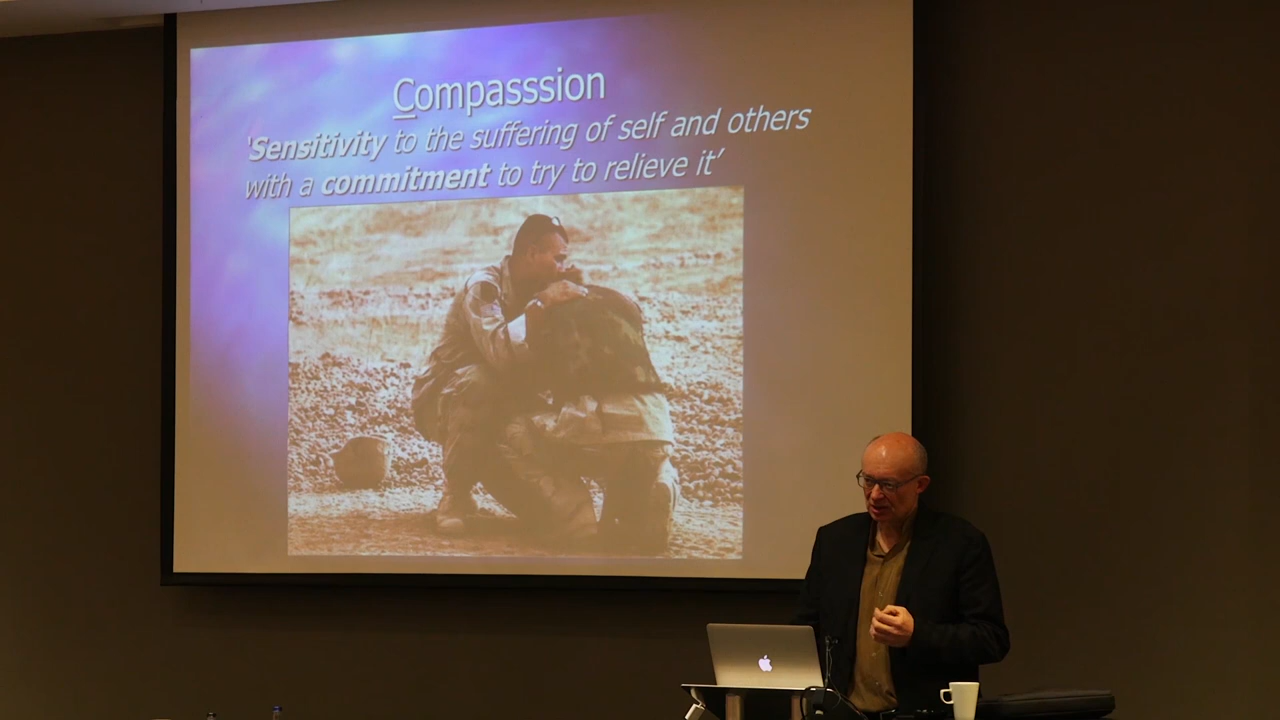 Compasssion
'Sensitivity to the suffering of self and others
with a commitment to try to relieve it'